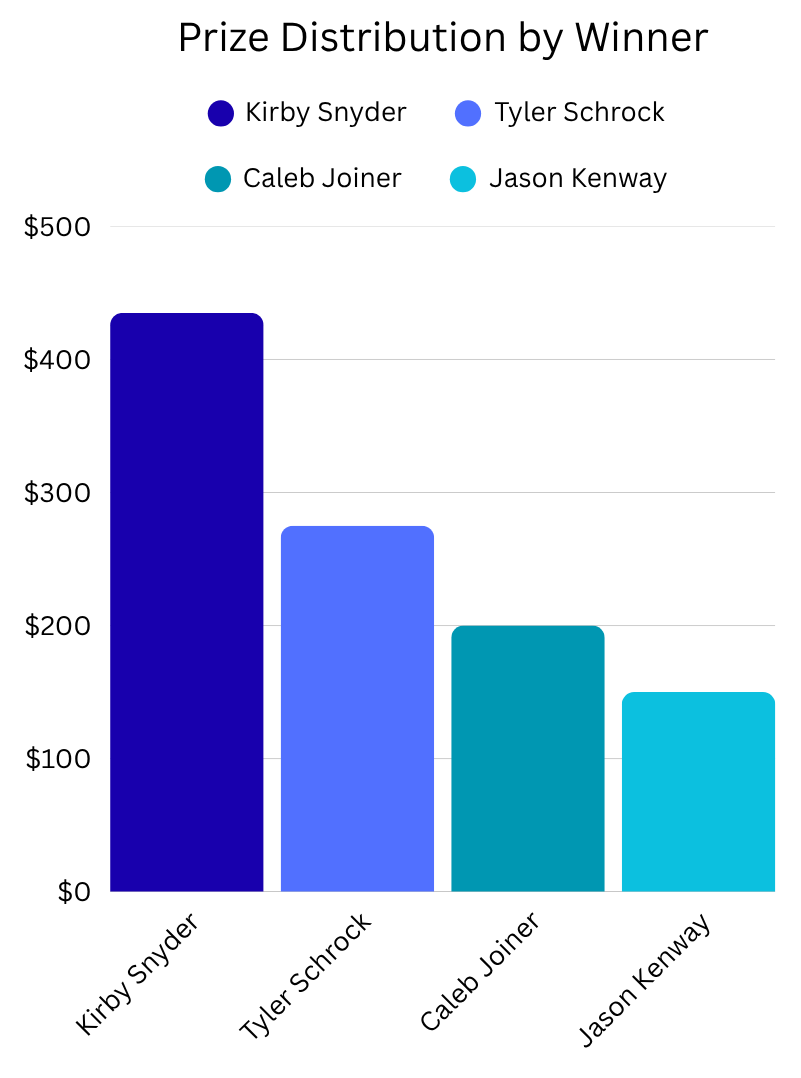 Prize Distribution by Winner
Kirby Snyder
Tyler Schrock
Caleb Joiner
Jason Kenway
$500
$400
$300
$200
$100
$0
Kirby Snyder
Tyler Schrock
Caleb Joiner
Jason Kenway